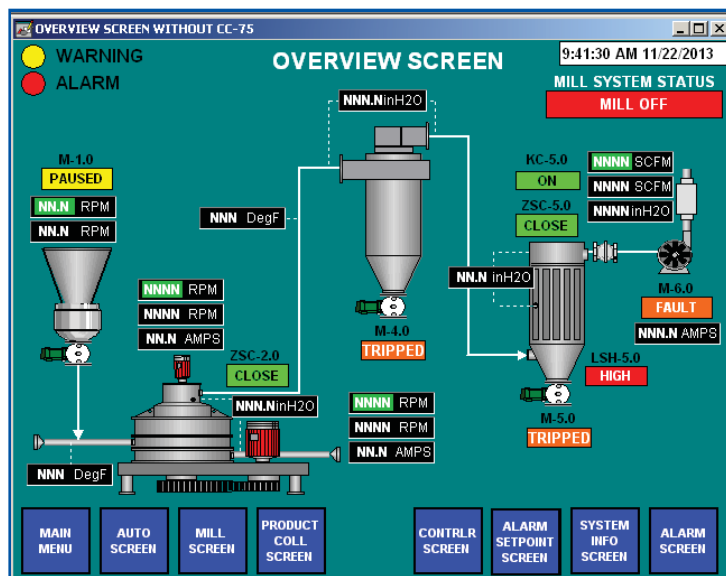 OVERVIEW SCREEN WITHOUT CC-75
WARNING
ALARM
OVERVIEW SCREEN
9:41:30 AM 11/22/2013
MILL SYSTEM STATUS
MILL OFF
NNN.N inH2O
M-1.0
PAUSED
NN.N RPM
NN.N RPM
KC-5.0
ON
ZSC-5.0
CLOSE
NNNN SCFM
NNNN SCFM
NNNN inH2O
NNN DegF
NN.N inH2O
NNNN RPM
NNNN RPM
NN.N AMPS
M-4.0
TRIPPED
M-6.0
FAULT
NNN.N AMPS
ZSC-2.0
CLOSE
LSH-5.0
HIGH
NNN.N inH2O
NNNN RPM
NNNN RPM
NN.N AMPS
M-5.0
TRIPPED
NNN DegF
MAIN
MENU
AUTO
SCREEN
MILL
SCREEN
PRODUCT
COLL
SCREEN
CONTRLR
SCREEN
ALARM
SETPOINT
SCREEN
SYSTEM
INFO
SCREEN
ALARM
SCREEN